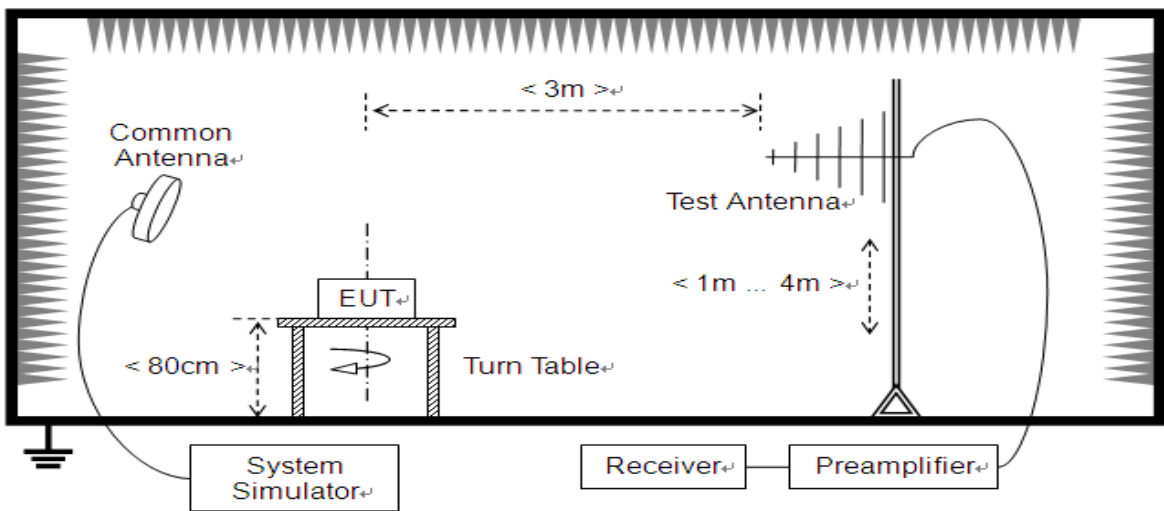 < 3m >↵
Common
Antenna↵
Test Antenna↵
< 1m ... 4m >↵
EUT↵
< 80cm >↵
Turn Table↵
System
Simulator↵
Receiver↵
Preamplifier↵